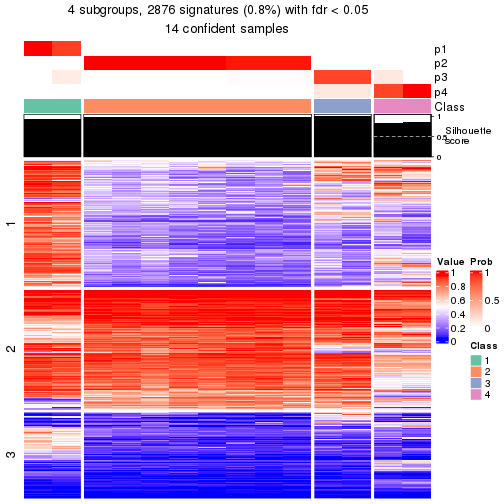 4 subgroups, 2876 signatures (0.8%) with fdr < 0.05
14 confident samples
p1
p2
p3
p4
Class
1
0.5
0
Silhouette
score
1
2
3
Value
1
0.8
0.6
0.4
0.2
0
Prob
1
0.5
0
Class
1
2
3
4